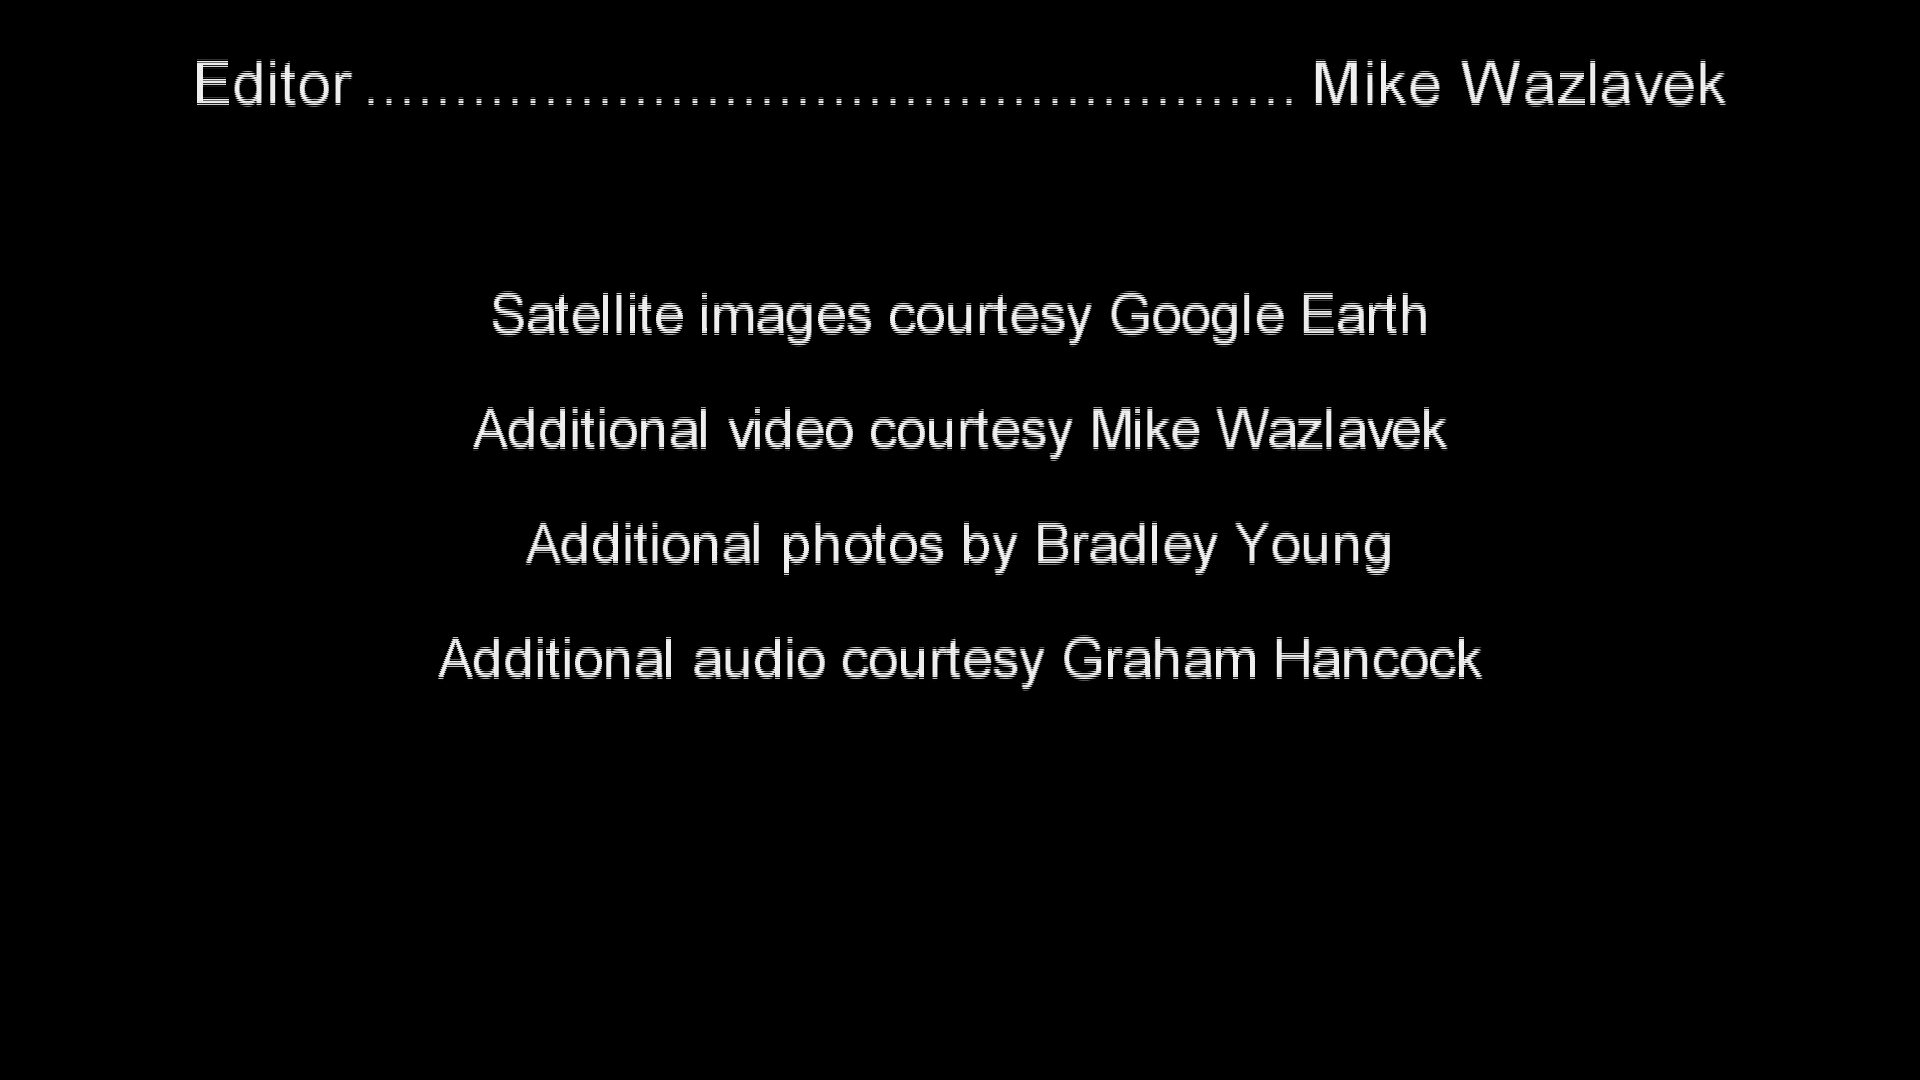 Editor .................................................... Mike Wazlavek
Satellite images courtesy Google Earth
Additional video courtesy Mike Wazlavek
Additional photos by Bradley Young
Additional audio courtesy Graham Hancock